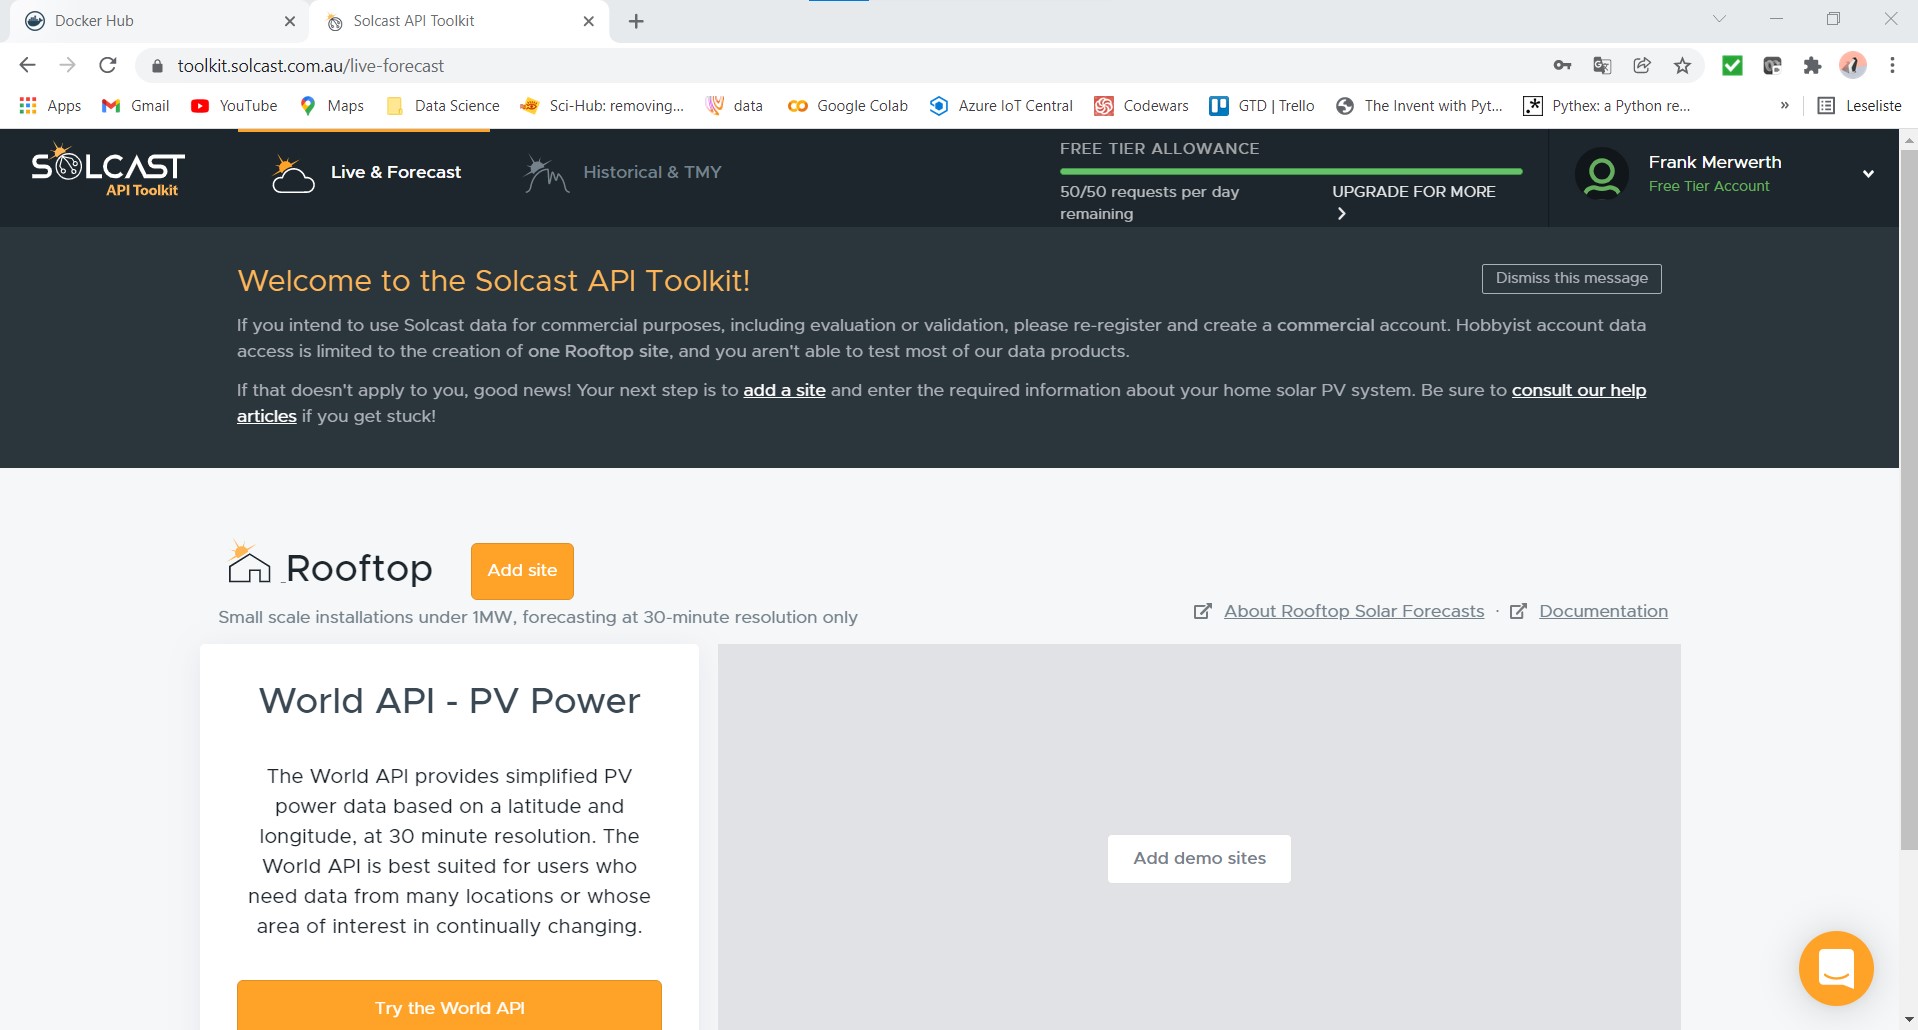 Docker Hub
Solcast API Toolkit
toolkit.solcast.com.au/live-forecast
Apps
Gmail
YouTube
Maps
Data Science
Sci-Hub: removing...
data
Google Colab
Azure IoT Central
Codewars
GTD | Trello
The Invent with Pyt...
Pythex: a Python re...
»
Leseliste
SOLCAST
API Toolkit
Live & Forecast
Historical & TMY
FREE TIER ALLOWANCE
50/50 requests per day
remaining
UPGRADE FOR MORE
Frank Merwerth
Free Tier Account
Welcome to the Solcast API Toolkit!
Dismiss this message
If you intend to use Solcast data for commercial purposes, including evaluation or validation, please re-register and create a commercial account. Hobbyist account data
access is limited to the creation of one Rooftop site, and you aren't able to test most of our data products.
If that doesn't apply to you, good news! Your next step is to add a site and enter the required information about your home solar PV system. Be sure to consult our help
articles if you get stuck!
Rooftop
Add site
Small scale installations under 1MW, forecasting at 30-minute resolution only
About Rooftop Solar Forecasts · Documentation
World API - PV Power
The World API provides simplified PV
power data based on a latitude and
longitude, at 30 minute resolution. The
World API is best suited for users who
need data from many locations or whose
area of interest in continually changing.
Try the World API
Add demo sites